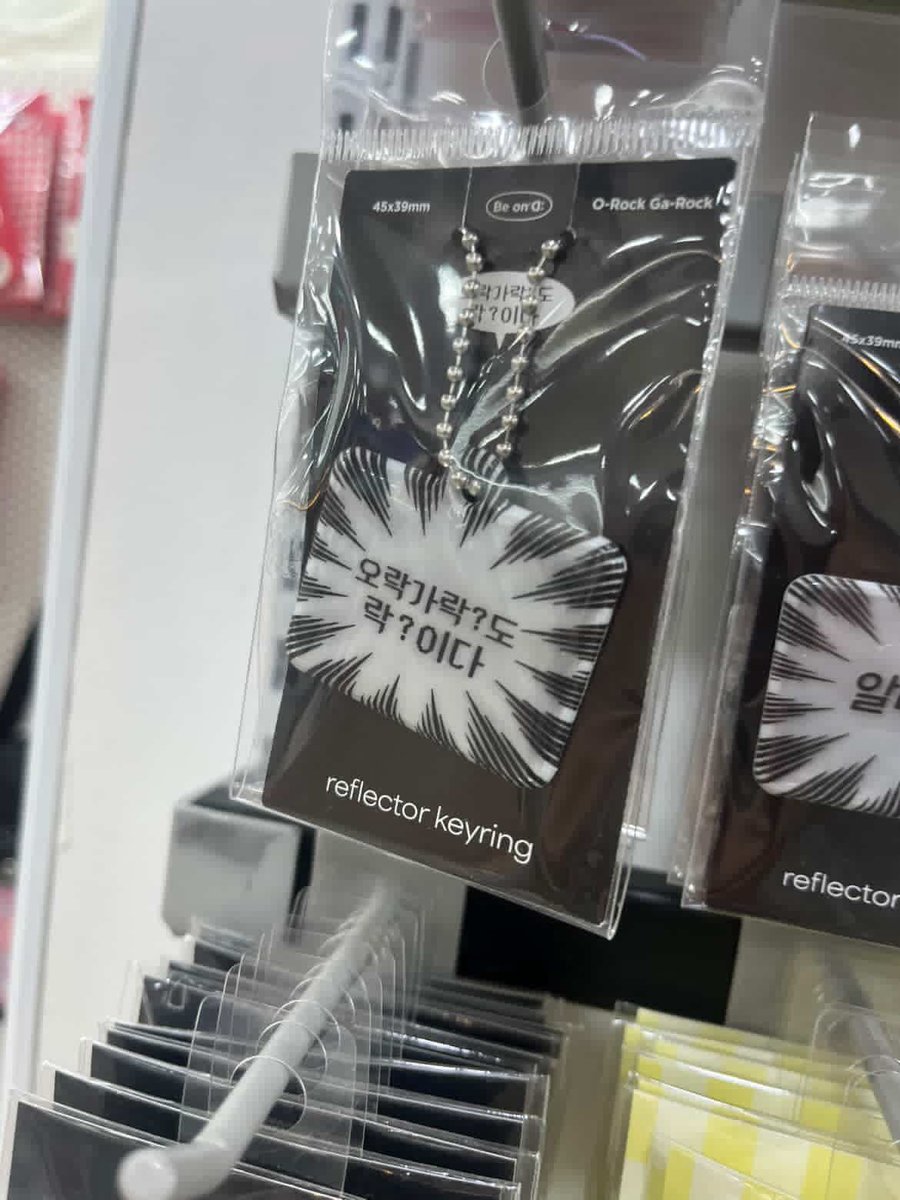 45x39mm
Be on D:
O-Rock Ga-Rock
오락가락?도
락?이다
오락가락?도
락?이다
reflector keyring
45x39mm
알
reflector